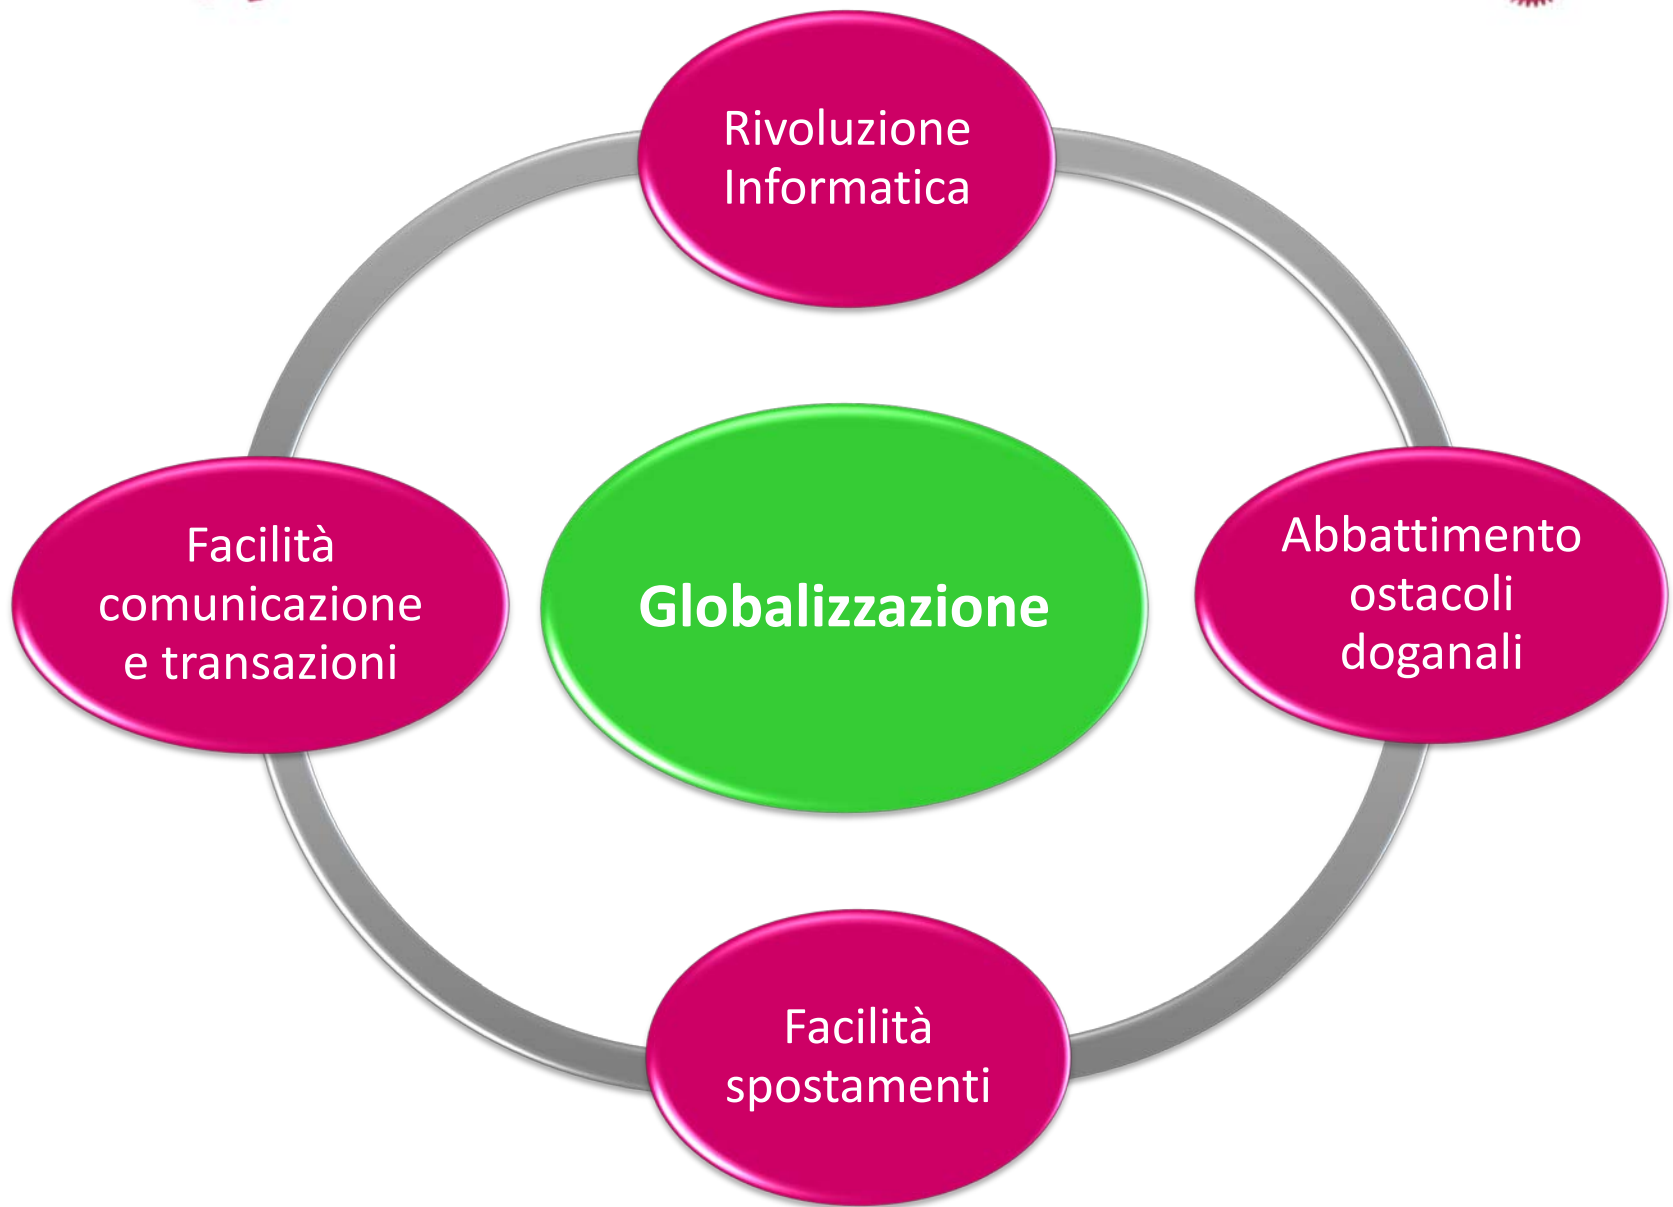 Rivoluzione
Informatica
Facilità
comunicazione
e transazioni
Globalizzazione
Abbattimento
ostacoli
doganali
Facilità
spostamenti